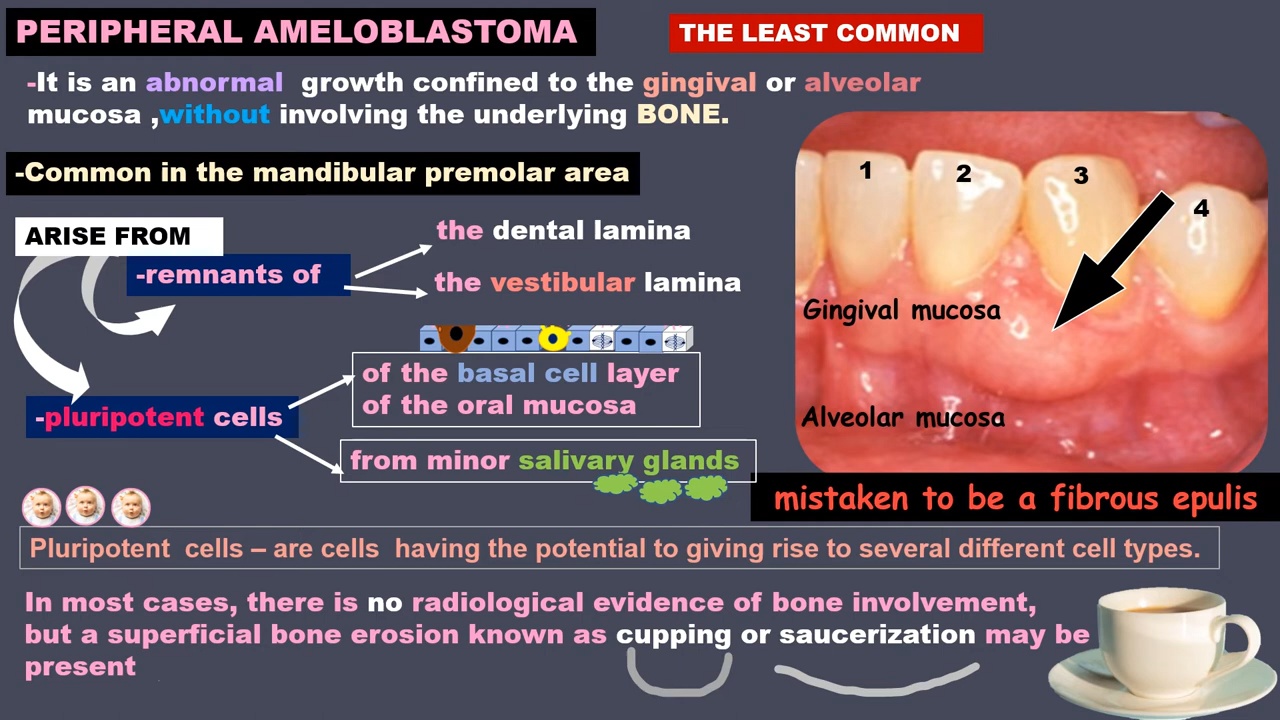 PERIPHERAL AMELOBLASTOMA
THE LEAST COMMON
-It is an abnormal growth confined to the gingival or alveolar
mucosa ,without involving the underlying BONE.
-Common in the mandibular premolar area
ARISE FROM
-remnants of
the dental lamina
the vestibular lamina
-pluripotent cells
of the basal cell layer
of the oral mucosa
from minor salivary glands
1
2
3
4
Gingival mucosa
Alveolar mucosa
mistaken to be a fibrous epulis
Pluripotent cells – are cells having the potential to giving rise to several different cell types.
In most cases, there is no radiological evidence of bone involvement,
but a superficial bone erosion known as cupping or saucerization may be
present